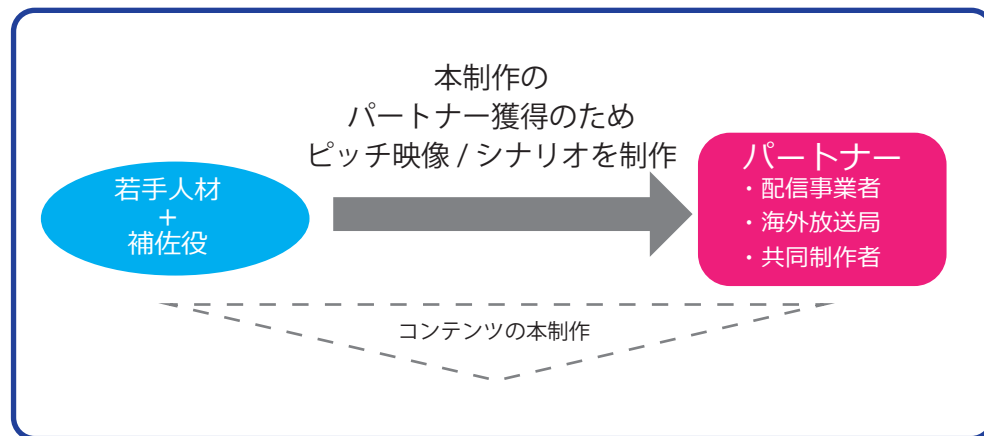 本制作の
パートナー獲得のため
ピッチ映像 / シナリオを制作
若手人材
+
補佐役
パートナー
・配信事業者
・海外放送局
・共同制作者
コンテンツの本制作